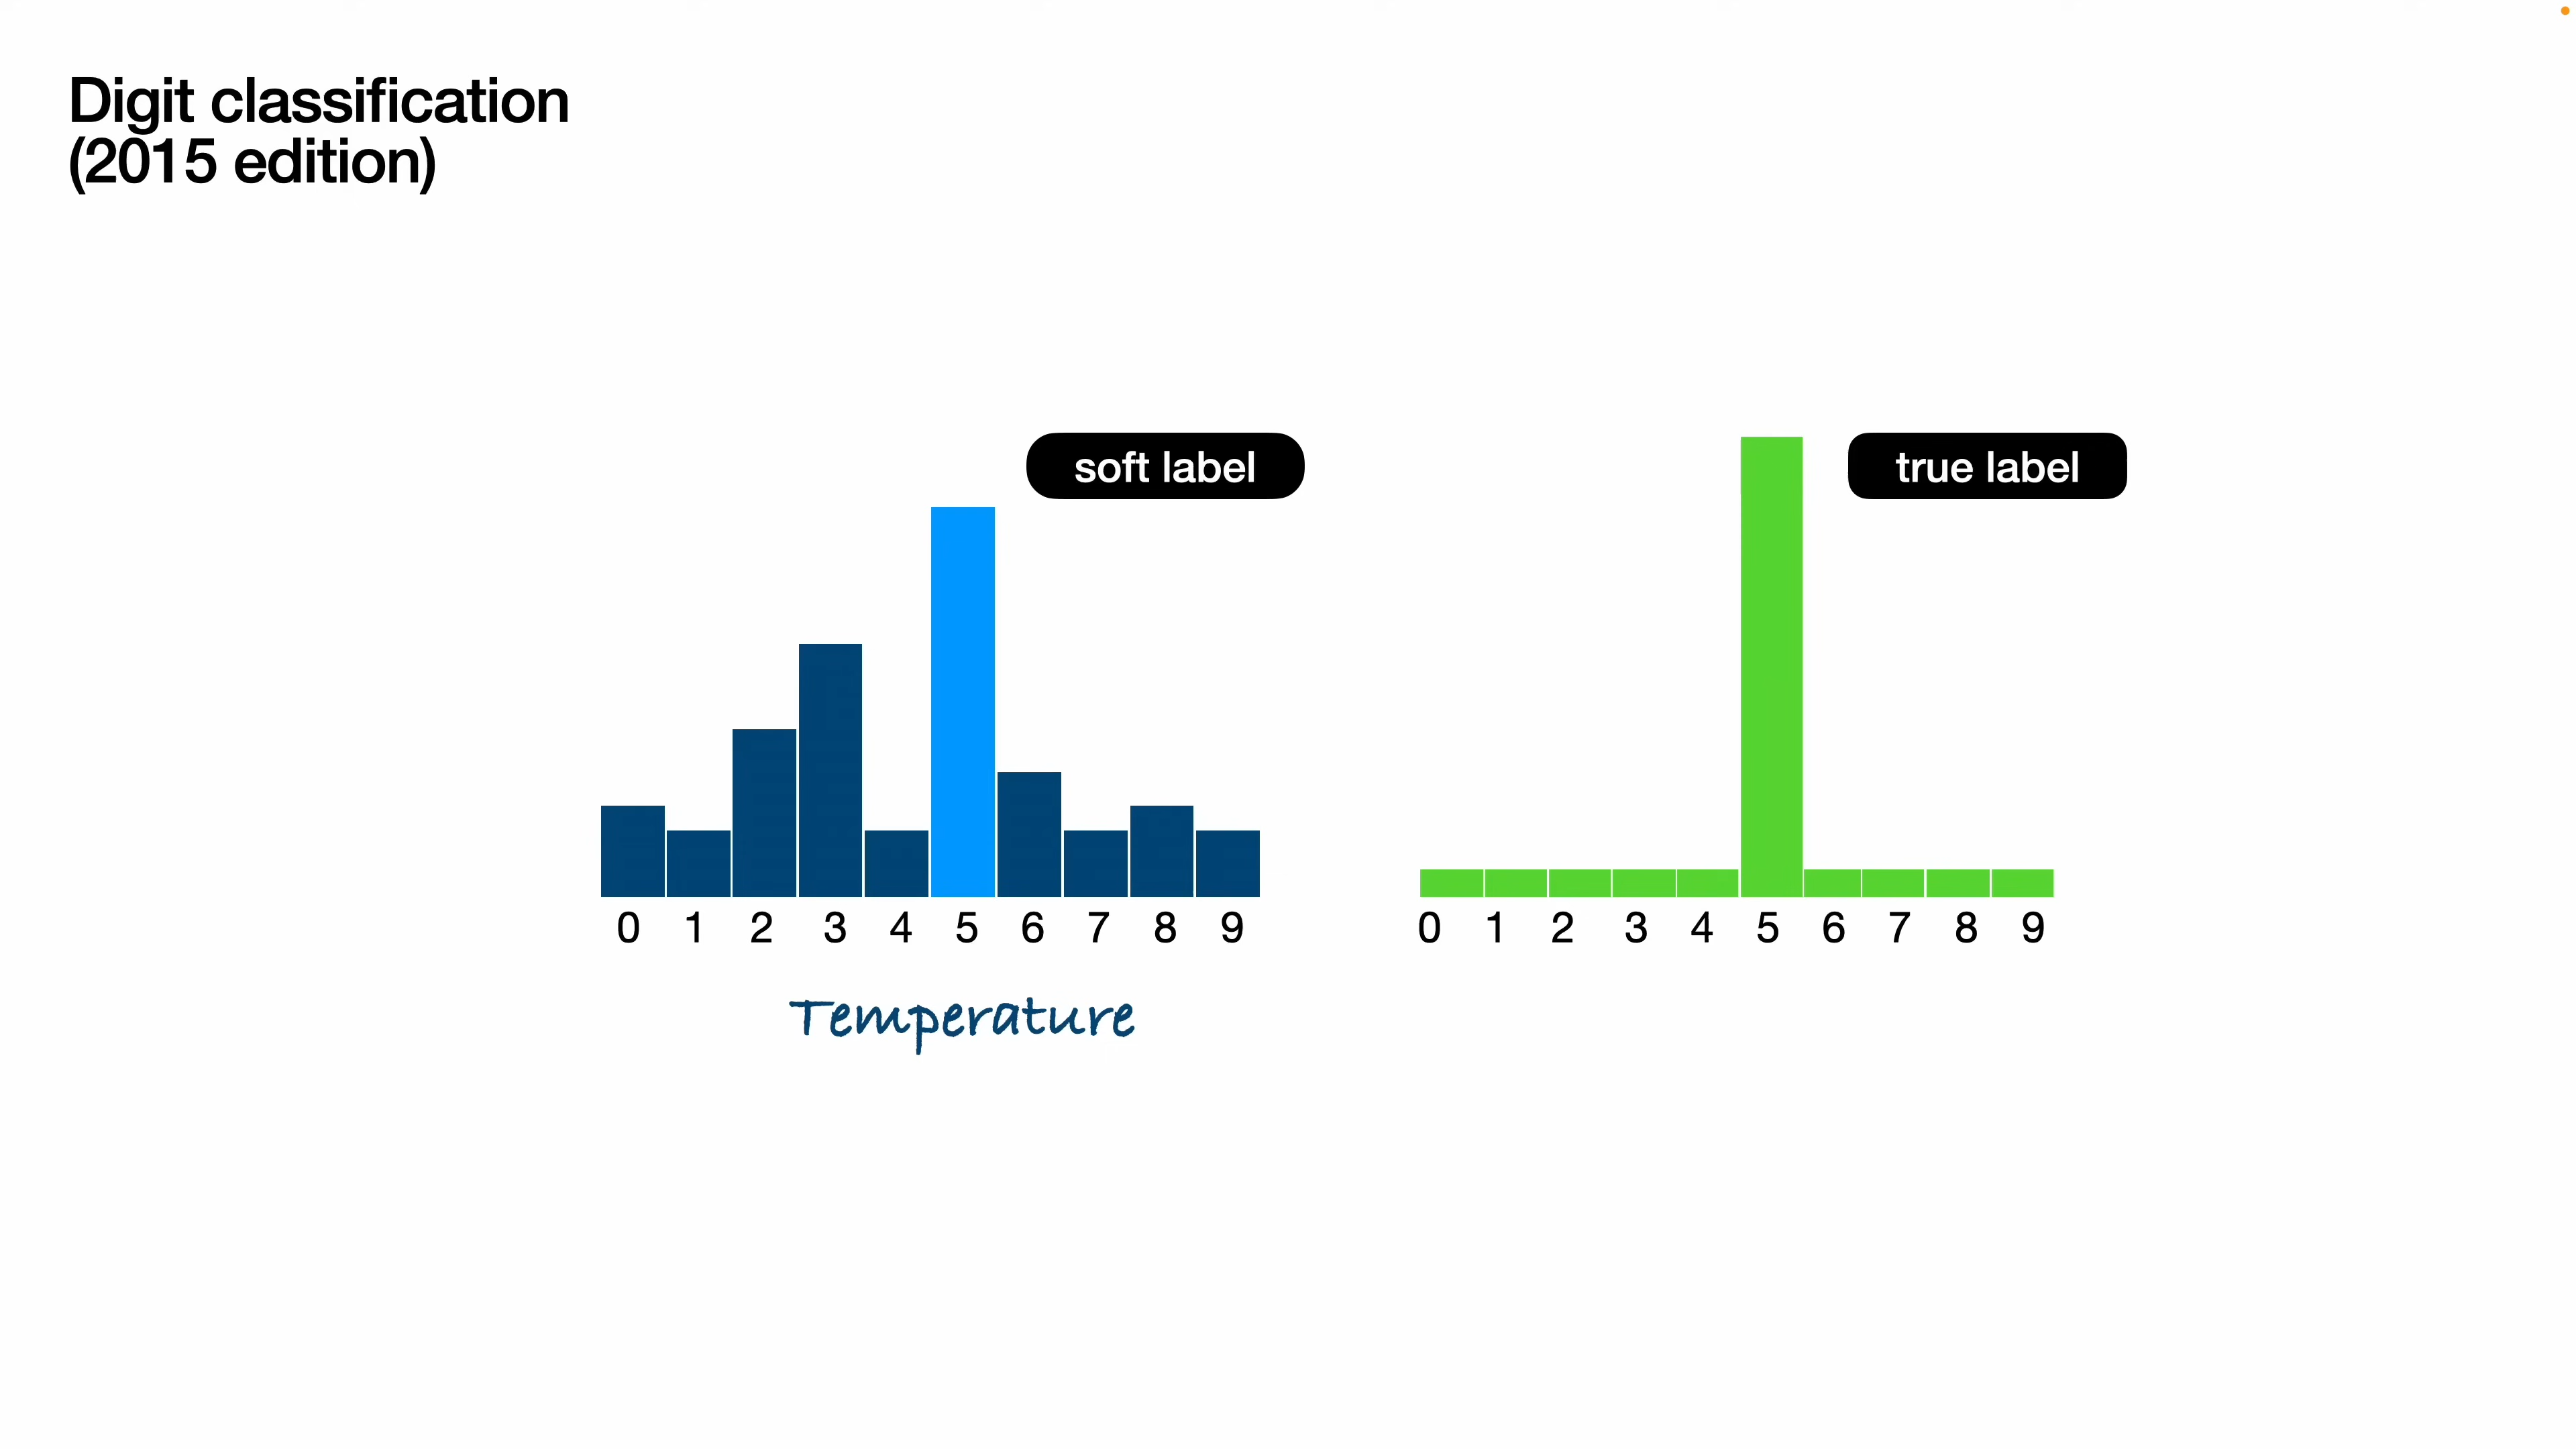 Digit classification
(2015 edition)
soft label
0 1 2 3 4 5 6 7 8 9
Temperature
true label
0 1 2 3 4 5 6 7 8 9